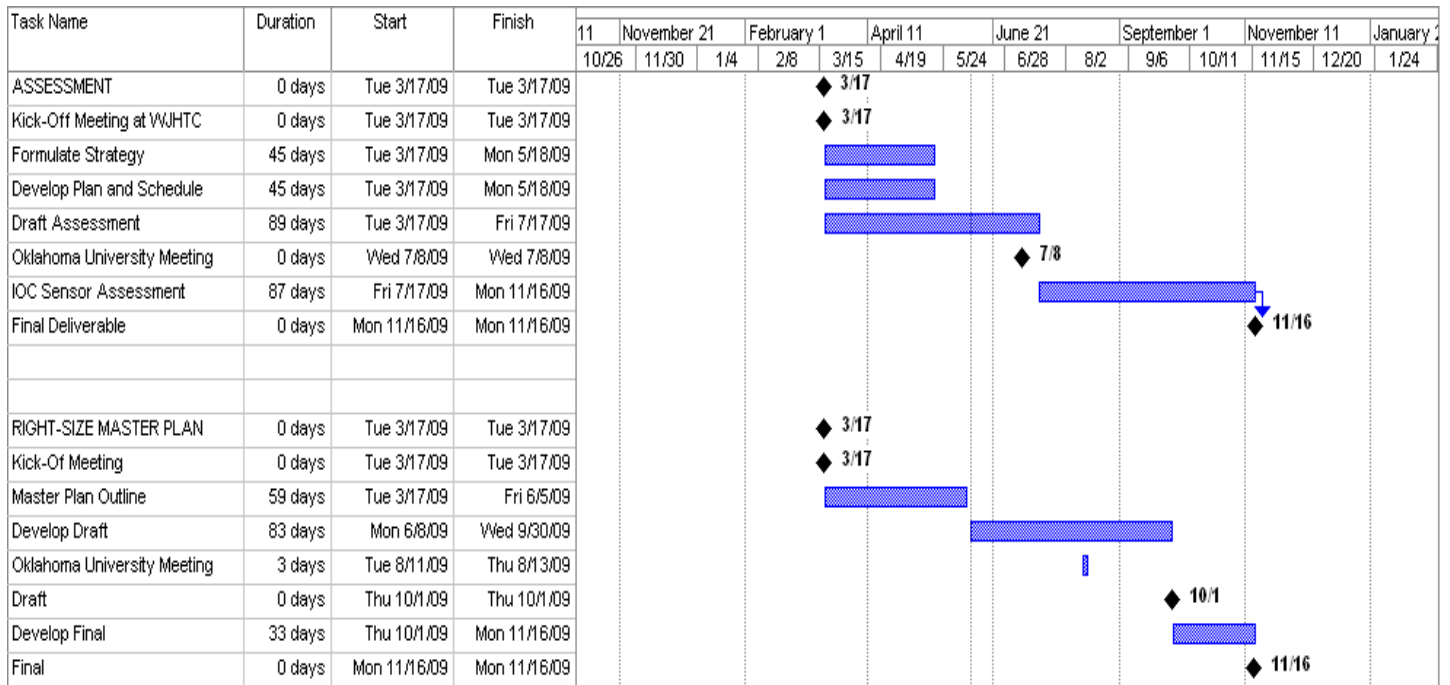 Task Name Duration Start Finish
11 November 21 February 1 April 11 June 21 September 1 November 11 January
10/26 11/30 1/4 2/8 3/15 4/19 5/24 6/28 8/2 9/6 10/11 11/15 12/20 1/24
ASSESSMENT 0 days Tue 3/17/09 Tue 3/17/09 3/17
Kick-Off Meeting at WJHTC 0 days Tue 3/17/09 Tue 3/17/09 3/17
Formulate Strategy 45 days Tue 3/17/09 Mon 5/18/09
Develop Plan and Schedule 45 days Tue 3/17/09 Mon 5/18/09
Draft Assessment 89 days Tue 3/17/09 Fri 7/17/09
Oklahoma University Meeting 0 days Wed 7/8/09 Wed 7/8/09 7/8
IOC Sensor Assessment 87 days Fri 7/17/09 Mon 11/16/09
Final Deliverable 0 days Mon 11/16/09 Mon 11/16/09 11/16
RIGHT-SIZE MASTER PLAN 0 days Tue 3/17/09 Tue 3/17/09 3/17
Kick-Of Meeting 0 days Tue 3/17/09 Tue 3/17/09 3/17
Master Plan Outline 59 days Tue 3/17/09 Fri 6/5/09
Develop Draft 83 days Mon 6/8/09 Wed 9/30/09
Oklahoma University Meeting 3 days Tue 8/11/09 Thu 8/13/09
Draft 0 days Thu 10/1/09 Thu 10/1/09 10/1
Develop Final 33 days Thu 10/1/09 Mon 11/16/09
Final 0 days Mon 11/16/09 Mon 11/16/09 11/16